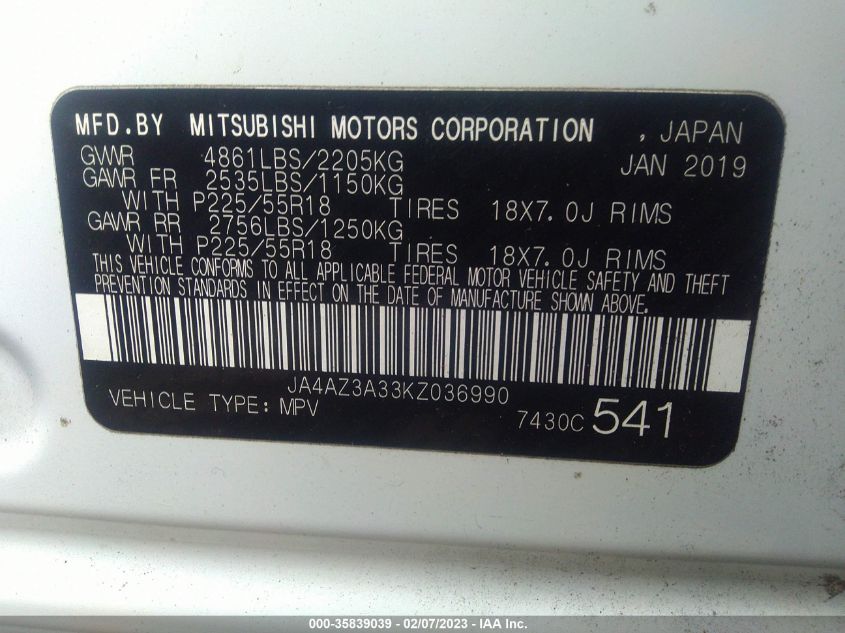 MFD.BY MITSUBISHI MOTORS CORPORATION , JAPAN
GVWR 4861LBS/2205KG JAN 2019
GAWR FR 2535LBS/1150KG
WITH P225/55R18 TIRES 18X7.0J RIMS
GAWR RR 2756LBS/1250KG
WITH P225/55R18 TIRES 18X7.0J RIMS
THIS VEHICLE CONFORMS TO ALL APPLICABLE FEDERAL MOTOR VEHICLE SAFETY AND THEFT
PREVENTION STANDARDS IN EFFECT ON THE DATE OF MANUFACTURE SHOWN ABOVE.
JA4AZ3A33KZ036990
VEHICLE TYPE: MPV 7430C 541
000-35839039 - 02/07/2023 - IAA Inc.